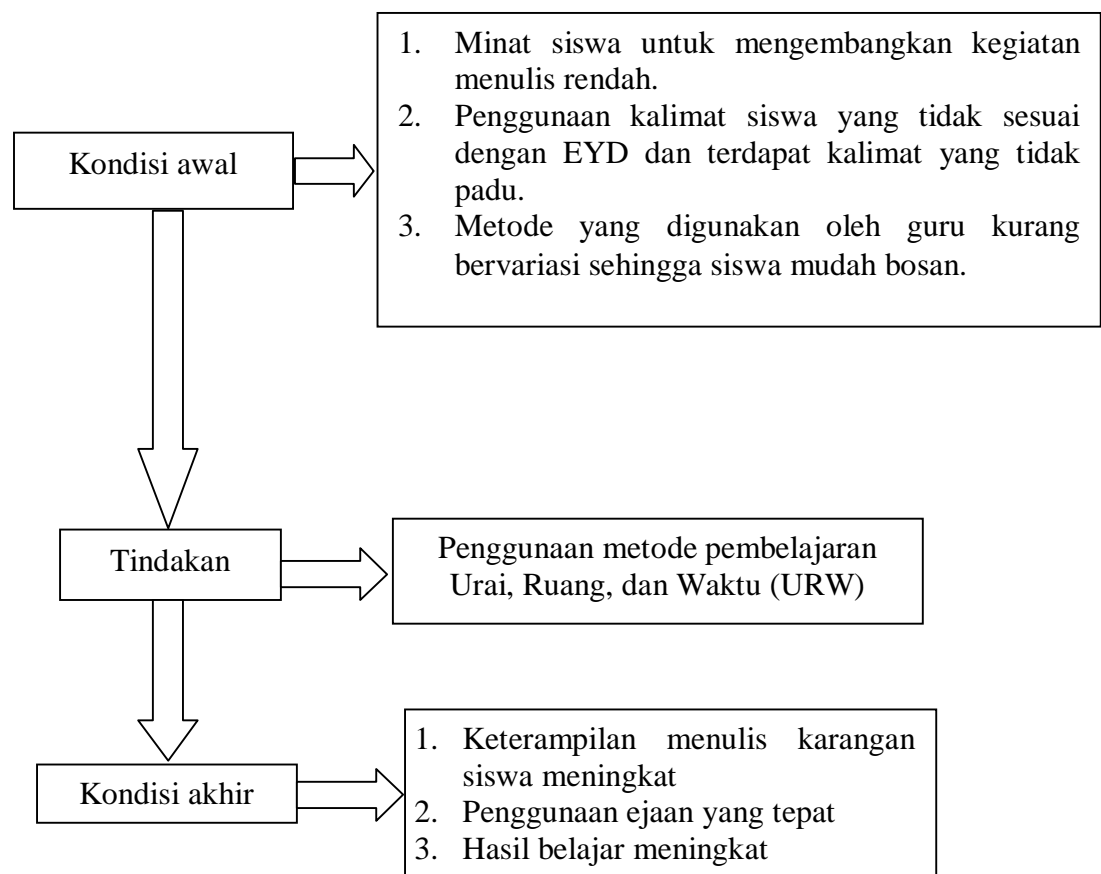 1. Minat siswa untuk mengembangkan kegiatan
menulis rendah.
2. Penggunaan kalimat siswa yang tidak sesuai
dengan EYD dan terdapat kalimat yang tidak
padu.
3. Metode yang digunakan oleh guru kurang
bervariasi sehingga siswa mudah bosan.
Kondisi awal
Tindakan
Penggunaan metode pembelajaran
Urai, Ruang, dan Waktu (URW)
Kondisi akhir
1. Keterampilan menulis karangan
siswa meningkat
2. Penggunaan ejaan yang tepat
3. Hasil belajar meningkat